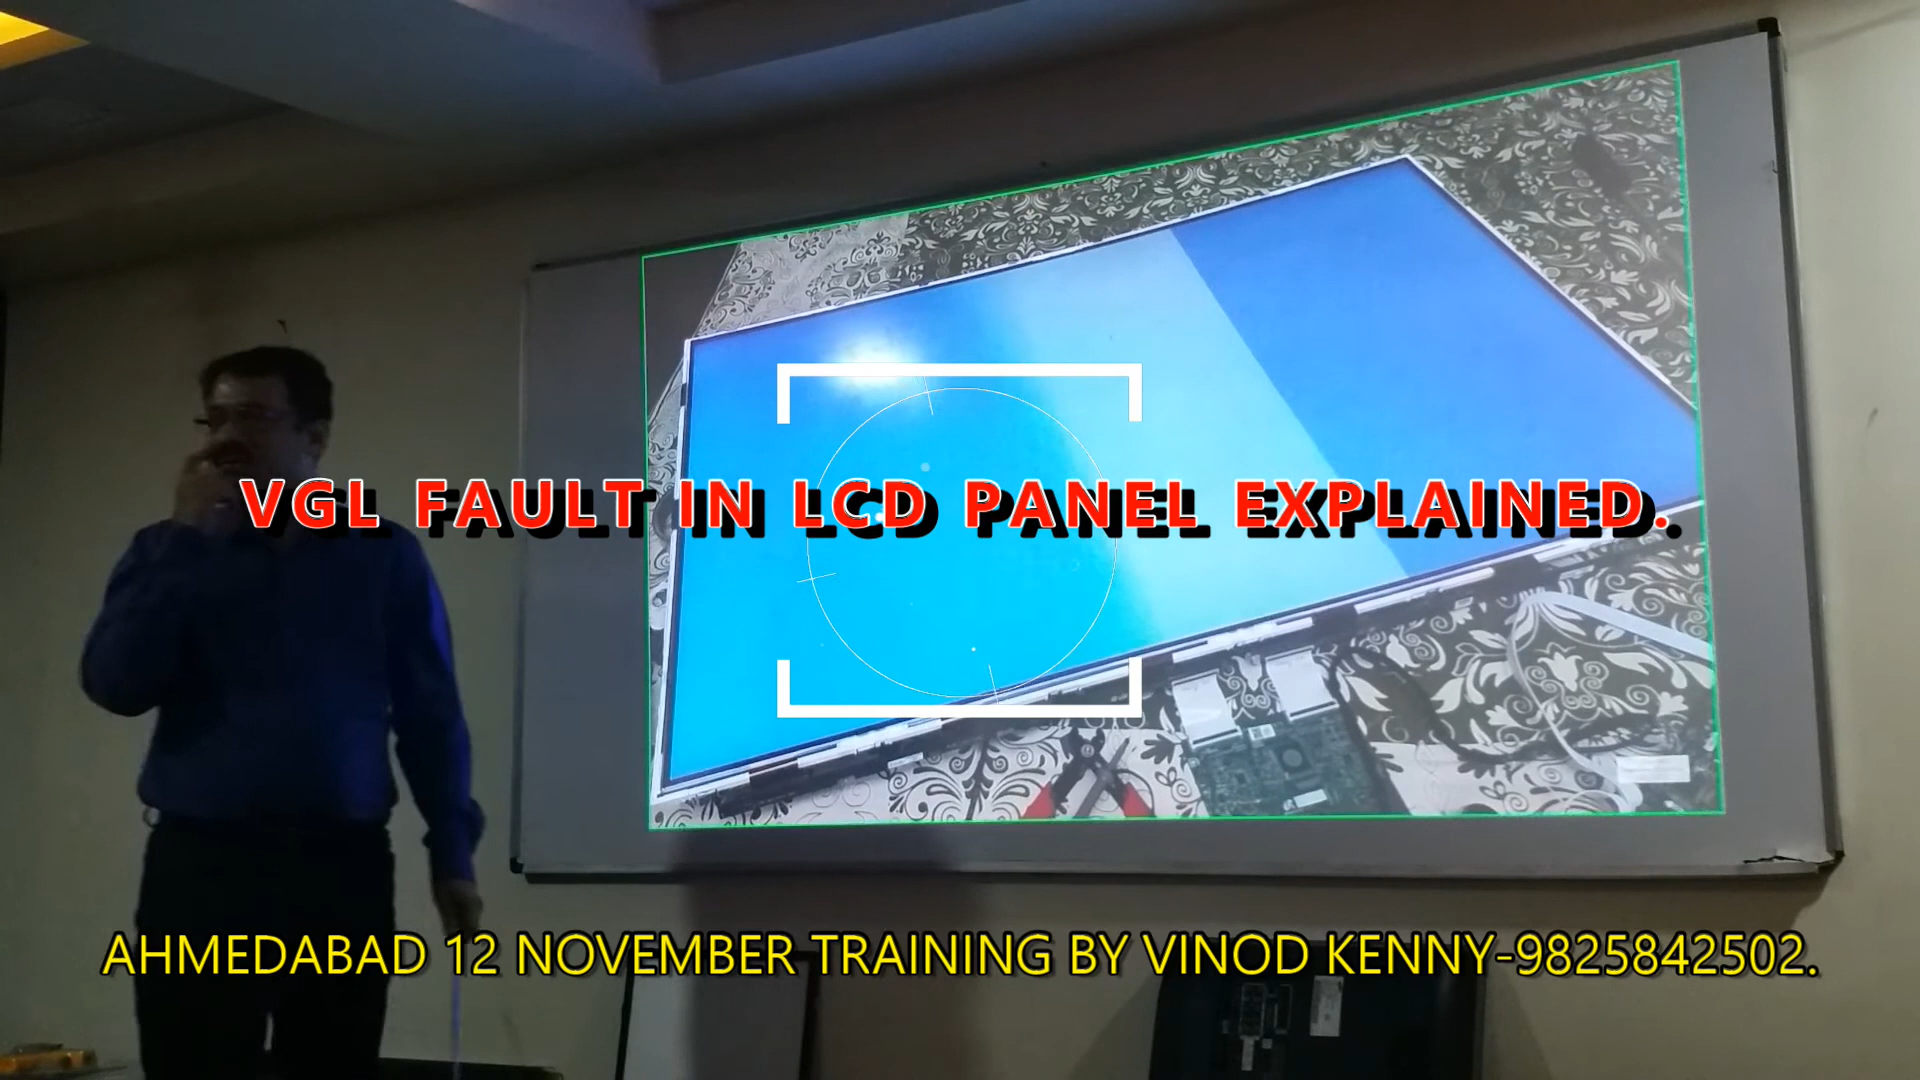 VGL FAULT IN LCD PANEL EXPLAINED.
AHMEDABAD 12 NOVEMBER TRAINING BY VINOD KENNY-9825842502.